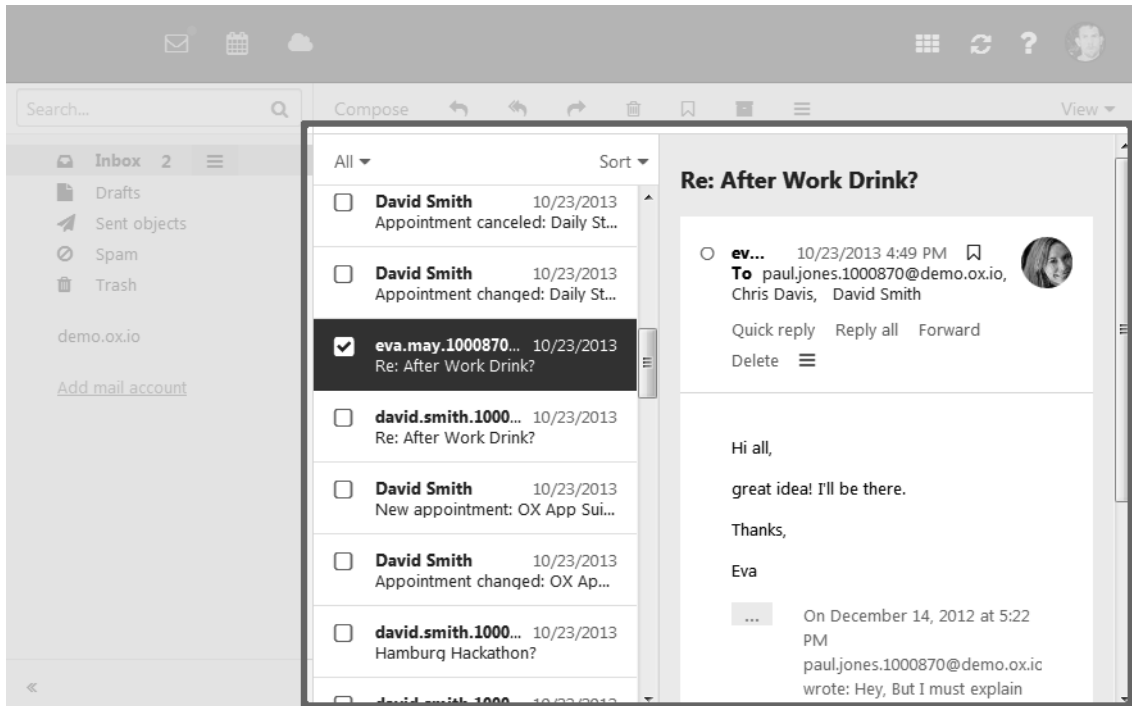 Search...
Compose
View
Inbox 2
Drafts
Sent objects
Spam
Trash
demo.ox.io
Add mail account
All
Sort
David Smith 10/23/2013
Appointment canceled: Daily St...
David Smith 10/23/2013
Appointment changed: Daily St...
eva.may.1000870... 10/23/2013
Re: After Work Drink?
david.smith.1000... 10/23/2013
Re: After Work Drink?
David Smith 10/23/2013
New appointment: OX App Sui...
David Smith 10/23/2013
Appointment changed: OX Ap...
david.smith.1000... 10/23/2013
Hamburg Hackathon?
david.smith.1000... 10/23/2013
Re: After Work Drink?
ev... 10/23/2013 4:49 PM
To paul.jones.1000870@demo.ox.io,
Chris Davis, David Smith
Quick reply Reply all Forward
Delete
Hi all,
great idea! I'll be there.
Thanks,
Eva
... On December 14, 2012 at 5:22
PM
paul.jones.1000870@demo.ox.io
wrote: Hey, But I must explain